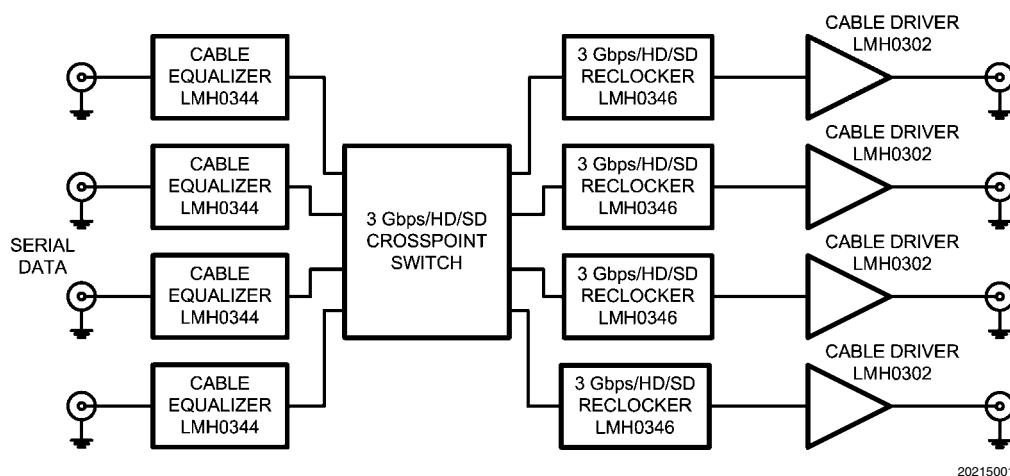 CABLE DRIVER
LMH0302
CABLE
EQUALIZER
LMH0344
3 Gbps/HD/SD
RECLOCKER
LMH0346
CABLE DRIVER
LMH0302
CABLE
EQUALIZER
LMH0344
3 Gbps/HD/SD
RECLOCKER
LMH0346
3 Gbps/HD/SD
CROSSPOINT
SWITCH
SERIAL
DATA
CABLE DRIVER
LMH0302
CABLE
EQUALIZER
LMH0344
3 Gbps/HD/SD
RECLOCKER
LMH0346
CABLE DRIVER
LMH0302
CABLE
EQUALIZER
LMH0344
3 Gbps/HD/SD
RECLOCKER
LMH0346
20215001